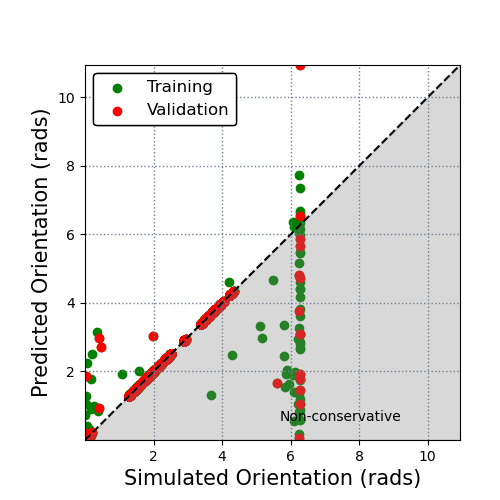 Training
Validation
Predicted Orientation (rads)
10
8
6
4
2
Non-conservative
2
4
6
8
10
Simulated Orientation (rads)